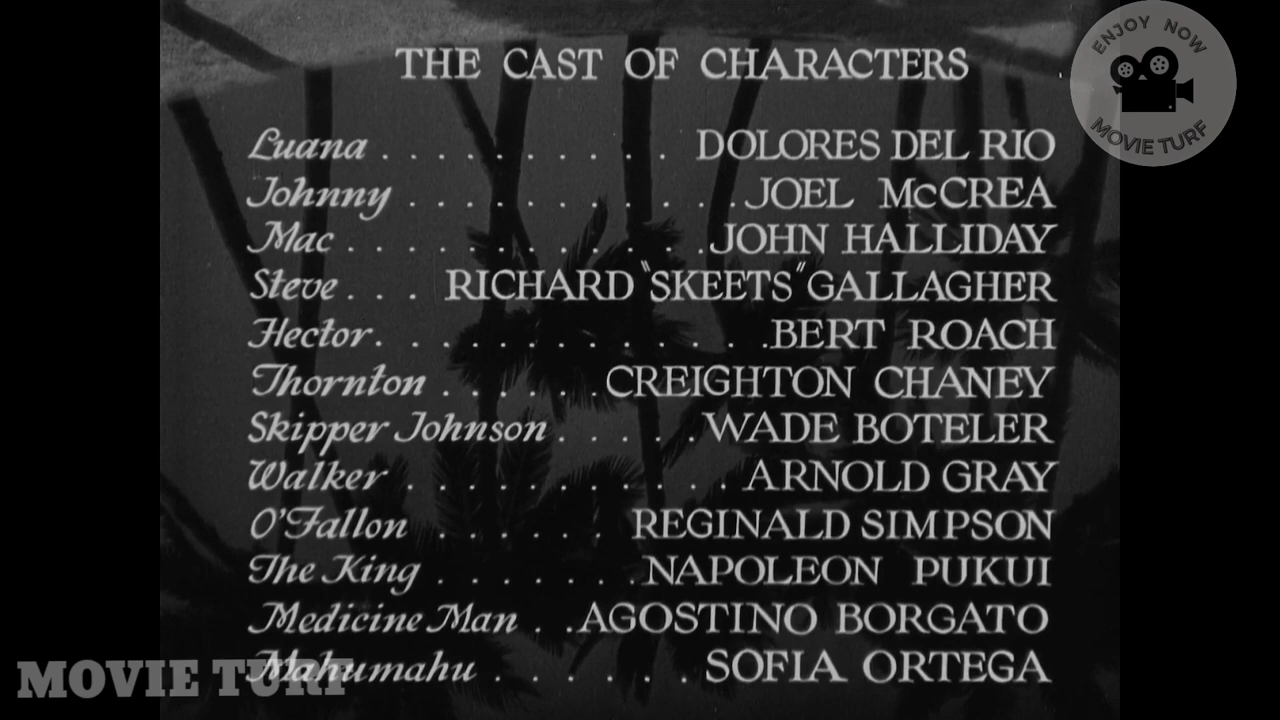 THE CAST OF CHARACTERS
ENJOY NOW
MOVIE TURF
Luana . . . . . . . . . . DOLORES DEL RIO
Johnny . . . . . . . . . . . JOEL McCREA
Mac . . . . . . . . . . . . JOHN HALLIDAY
Steve . . . RICHARD "SKEETS" GALLAGHER
Hector . . . . . . . . . . . . . BERT ROACH
Thornton . . . . . . CREIGHTON CHANEY
Skipper Johnson . . . . . WADE BOTELER
Walker . . . . . . . . . . . ARNOLD GRAY
O'Fallon . . . . . . REGINALD SIMPSON
The King . . . . . . . NAPOLEON PUKUI
Medicine Man . . AGOSTINO BORGATO
Mahumahu . . . . . . . SOFIA ORTEGA
MOVIE TURF